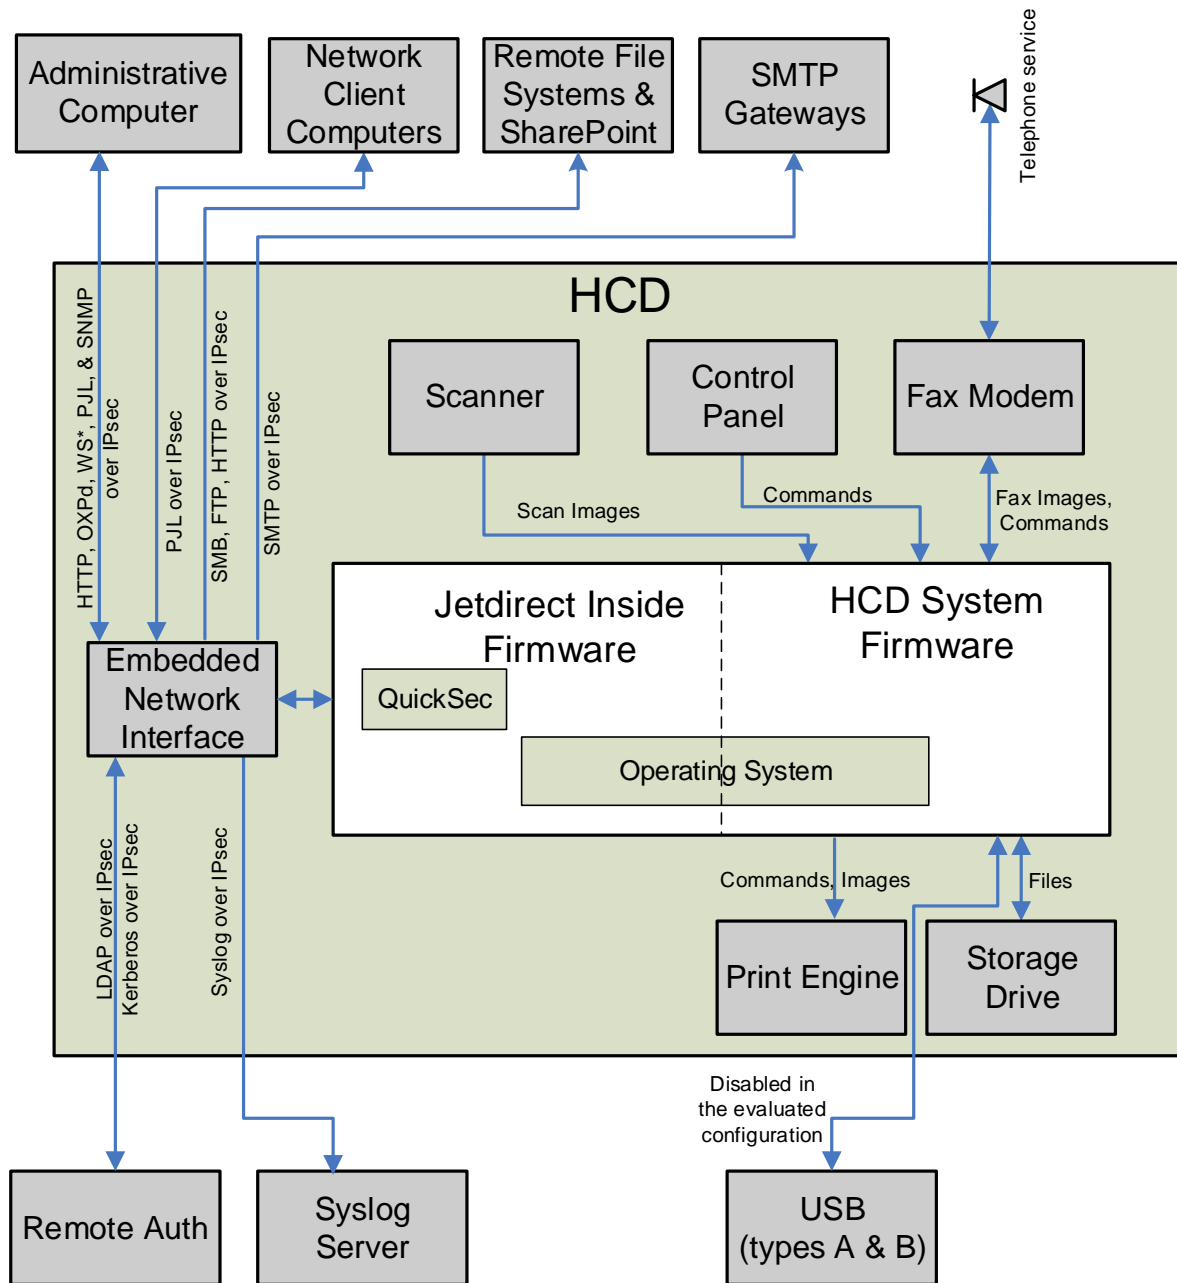 Administrative
Computer
Network
Client
Computers
Remote File
Systems &
SharePoint
SMTP
Gateways
Telephone service
HCD
HTTP, OXPd, WS*, PJL, & SNMP
over IPsec
PJL over IPsec
SMB, FTP, HTTP over IPsec
SMTP over IPsec
Scanner
Control
Panel
Fax Modem
Scan Images
Commands
Fax Images,
Commands
Jetdirect Inside
Firmware
HCD System
Firmware
Embedded
Network
Interface
QuickSec
Operating System
LDAP over IPsec
Kerberos over IPsec
Syslog over IPsec
Commands, Images
Files
Print Engine
Storage
Drive
Disabled in
the evaluated
configuration
Remote Auth
Syslog
Server
USB
(types A & B)